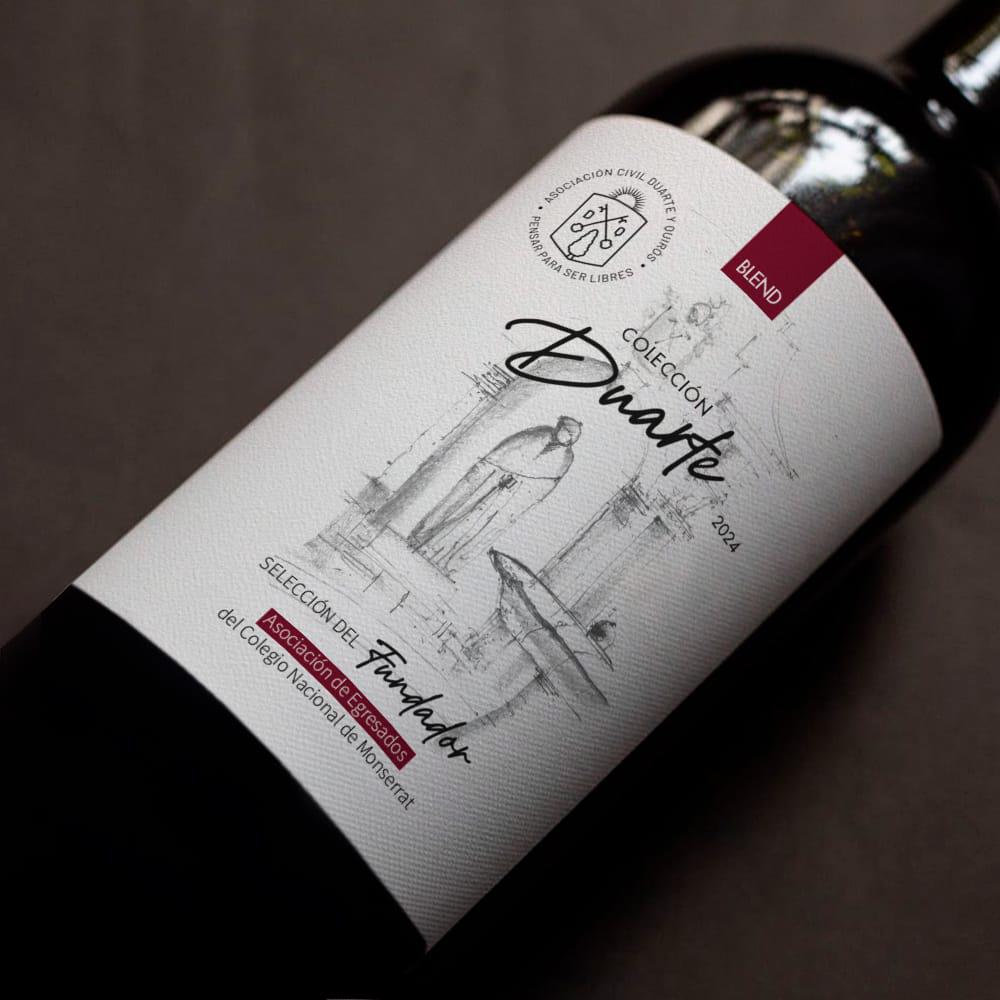 ASOCIACIÓN CIVIL DUARTE Y QUIRÓS
• PENSAR PARA SER LIBRES •
BLEND
COLECCIÓN
Duarte
2024
SELECCIÓN DEL Fundador
Asociación de Egresados
del Colegio Nacional de Monserrat